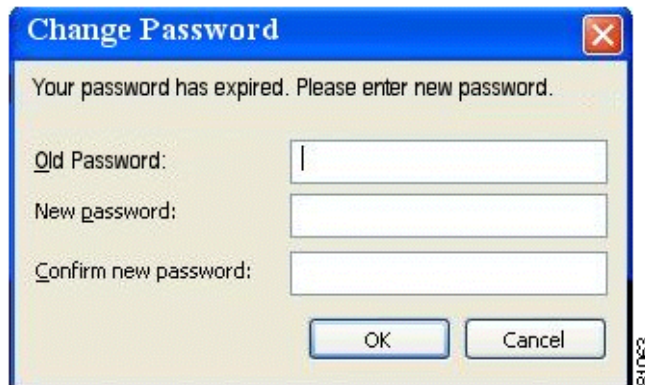 Change Password
Your password has expired. Please enter new password.
Old Password:
New password:
Confirm new password:
OK Cancel